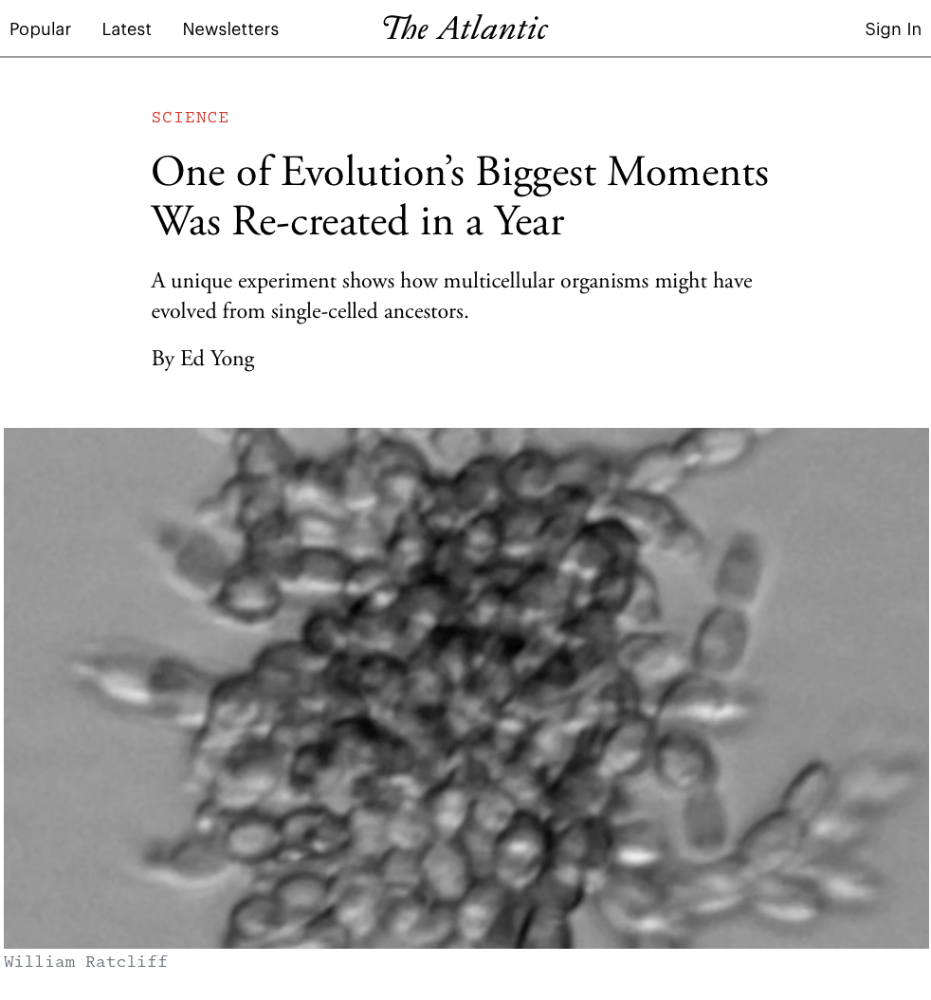 Popular Latest Newsletters The Atlantic Sign In
SCIENCE
One of Evolution’s Biggest Moments
Was Re-created in a Year
A unique experiment shows how multicellular organisms might have
evolved from single-celled ancestors.
By Ed Yong
William Ratcliff